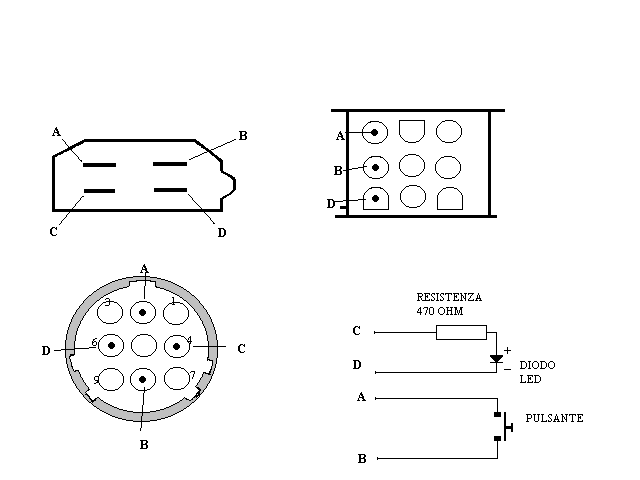 A
B
C
D
A
B
D
A
3
1
D
6
4
C
9
7
B
RESISTENZA
470 OHM
C
+
D
−
DIODO
LED
A
PULSANTE
B